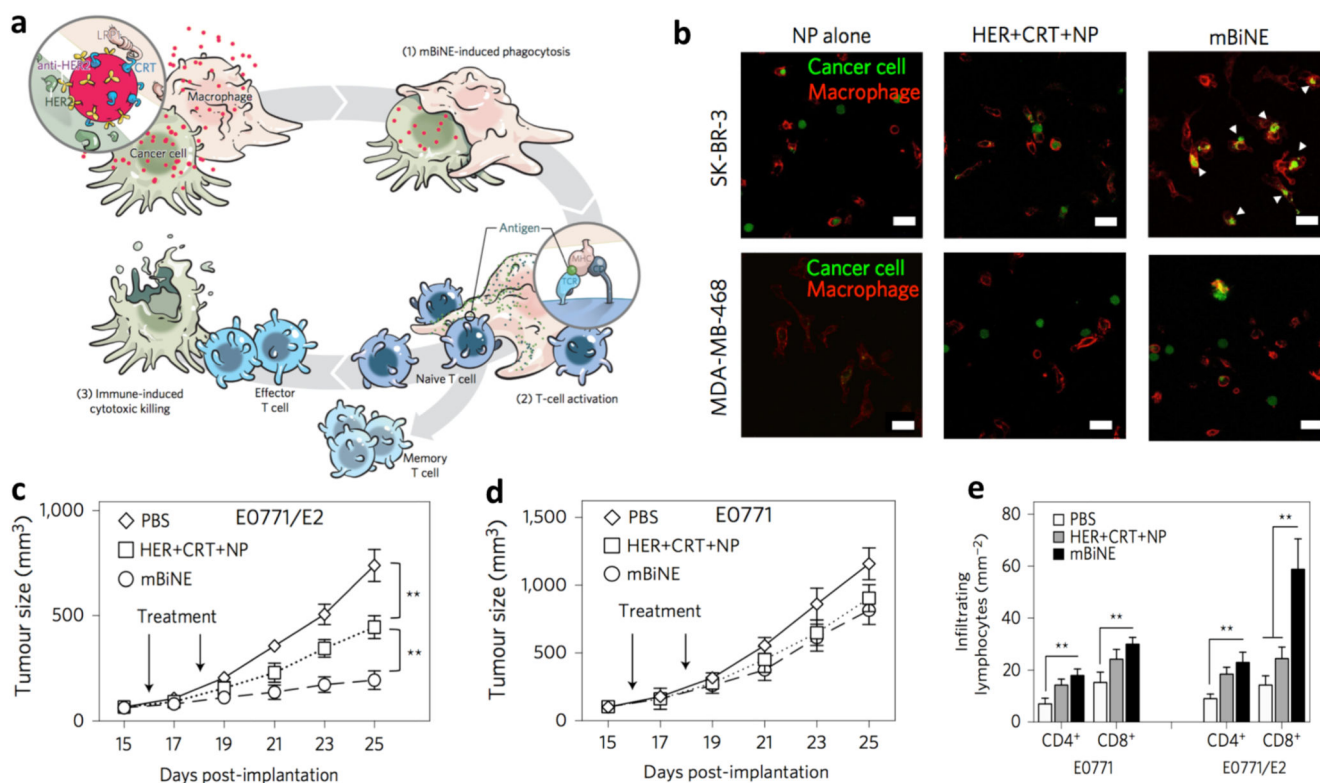 a
LRP1
anti-HER2
CRT
HER2
Macrophage
Cancer cell
(1) mBiNE-induced phagocytosis
Antigen
MHC
TCR
Naive T cell
(2) T-cell activation
Effector
T cell
(3) Immune-induced
cytotoxic killing
Memory
T cell
b
NP alone
HER+CRT+NP
mBiNE
SK-BR-3
Cancer cell
Macrophage
MDA-MB-468
Cancer cell
Macrophage
c
E0771/E2
PBS
HER+CRT+NP
mBiNE
Treatment
**
**
Tumour size (mm³)
1,000
500
0
15 17 19 21 23 25
Days post-implantation
d
E0771
PBS
HER+CRT+NP
mBiNE
Treatment
Tumour size (mm³)
1,500
1,000
500
0
15 17 19 21 23 25
Days post-implantation
e
PBS
HER+CRT+NP
mBiNE
** ** ** **
Infiltrating
lymphocytes (mm⁻²)
80
60
40
20
0
CD4⁺ CD8⁺ CD4⁺ CD8⁺
E0771 E0771/E2